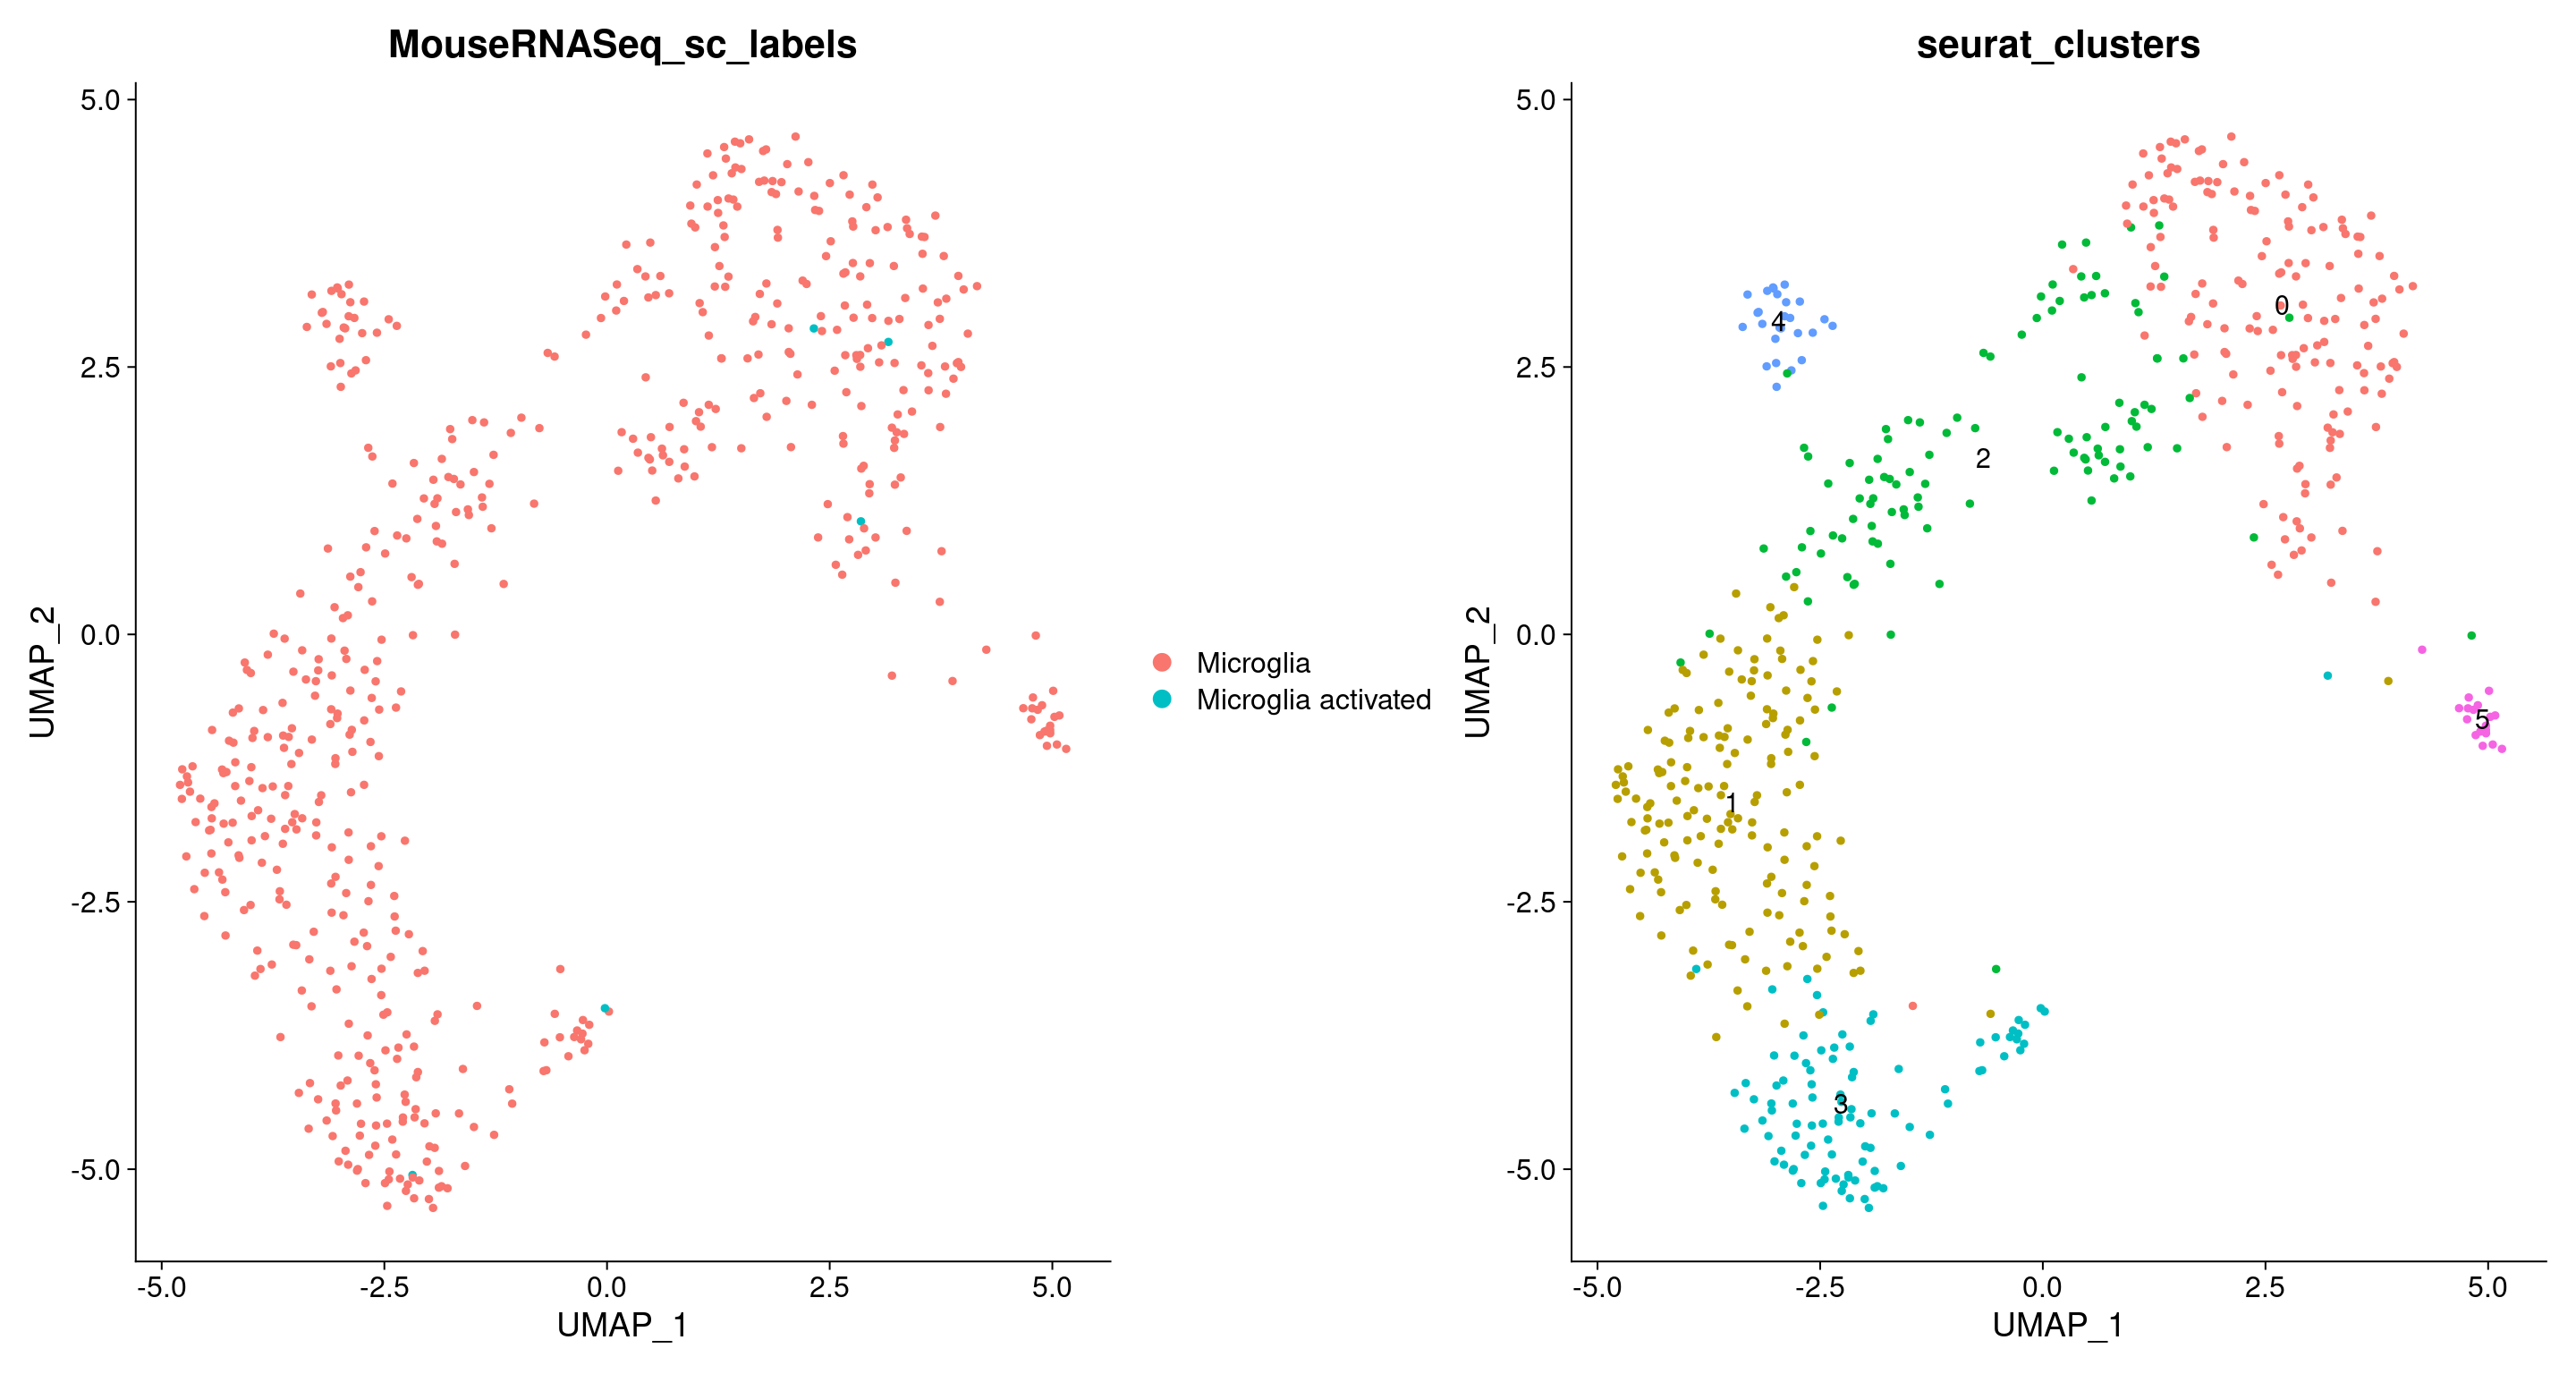 MouseRNASeq_sc_labels
5.0
2.5
0.0
-2.5
-5.0
UMAP_2
-5.0 -2.5 0.0 2.5 5.0
UMAP_1
Microglia
Microglia activated
seurat_clusters
5.0
2.5
0.0
-2.5
-5.0
UMAP_2
4
0
2
5
1
3
-5.0 -2.5 0.0 2.5 5.0
UMAP_1